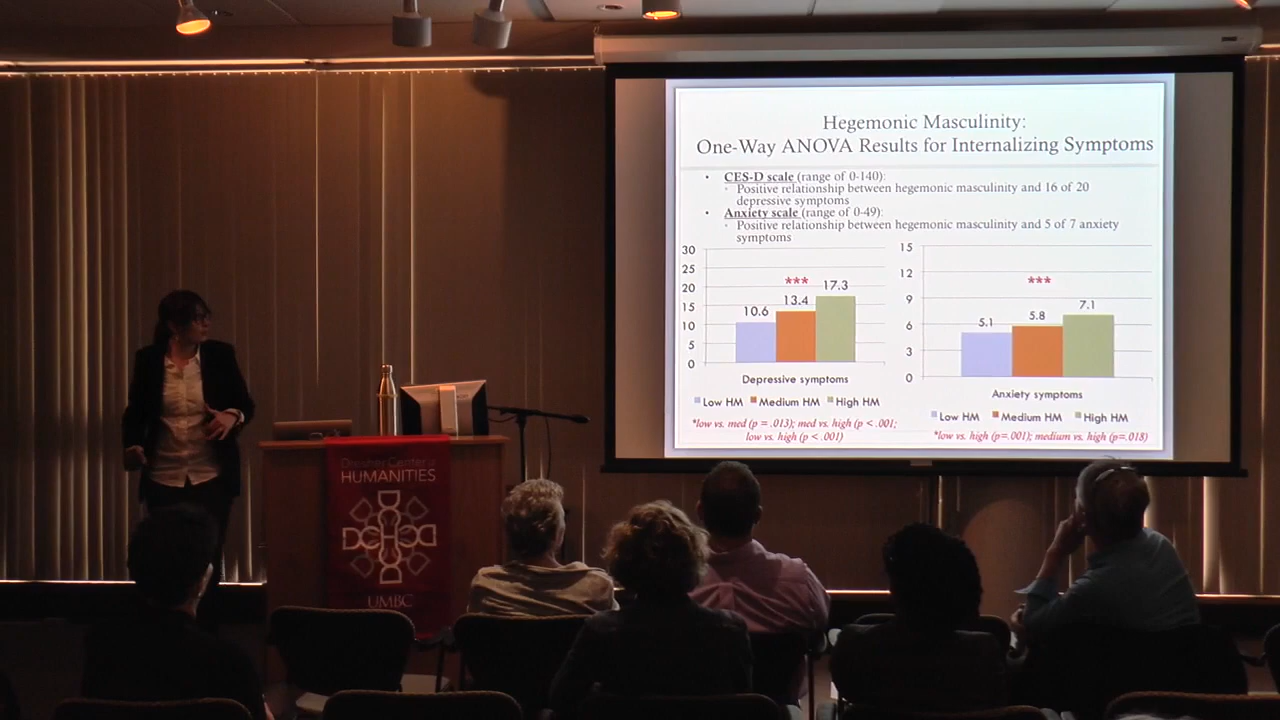 Hegemonic Masculinity:
One-Way ANOVA Results for Internalizing Symptoms
• CES-D scale (range of 0-140):
◦ Positive relationship between hegemonic masculinity and 16 of 20
depressive symptoms
• Anxiety scale (range of 0-49):
◦ Positive relationship between hegemonic masculinity and 5 of 7 anxiety
symptoms
30
25
20
15
10
5
0
10.6
***
13.4
17.3
Depressive symptoms
Low HM Medium HM High HM
*low vs. med (p = .013); med vs. high (p < .001;
low vs. high (p < .001)
15
12
9
6
3
0
***
5.1
5.8
7.1
Anxiety symptoms
Low HM Medium HM High HM
*low vs. high (p=.001); medium vs. high (p=.018)
Dresher Center
HUMANITIES
DCHD
UMBC